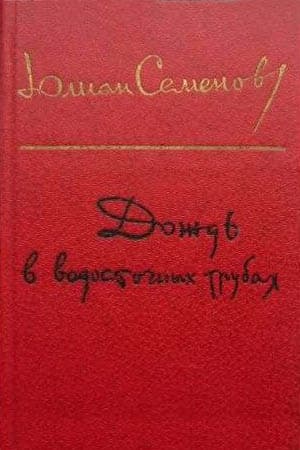 Юлиан Семенов
Дождь
в водосточных трубах